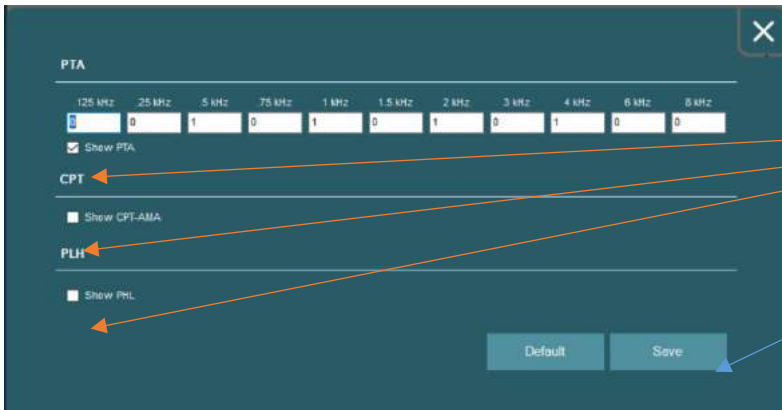 PTA
.125 kHz .25 kHz .5 kHz .75 kHz 1 kHz 1.5 kHz 2 kHz 3 kHz 4 kHz 6 kHz 8 kHz
0 0 1 0 1 0 1 0 1 0 0
Show PTA
CPT
Show CPT-AMA
PLH
Show PHL
Default Save